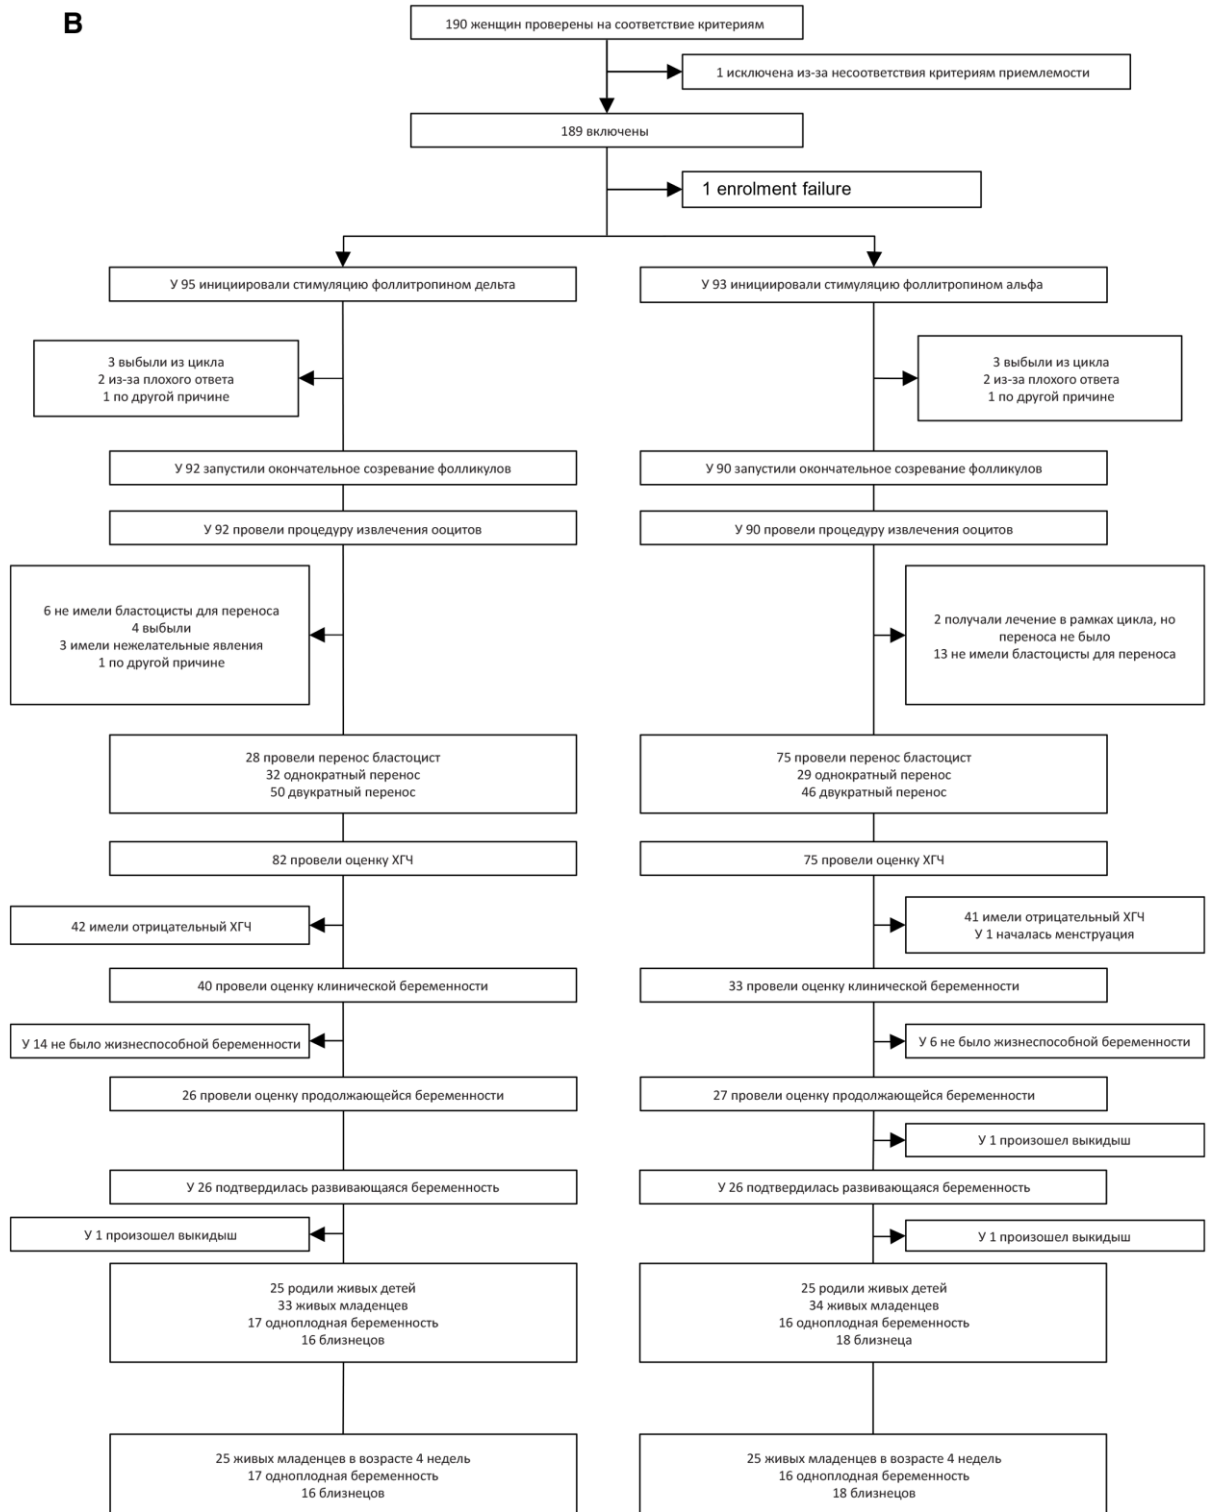 B
190 женщин проверены на соответствие критериям
1 исключена из-за несоответствия критериям приемлемости
189 включены
1 enrolment failure
У 95 инициировали стимуляцию фоллитропином дельта
У 93 инициировали стимуляцию фоллитропином альфа
3 выбыли из цикла
2 из-за плохого ответа
1 по другой причине
3 выбыли из цикла
2 из-за плохого ответа
1 по другой причине
У 92 запустили окончательное созревание фолликулов
У 90 запустили окончательное созревание фолликулов
У 92 провели процедуру извлечения ооцитов
У 90 провели процедуру извлечения ооцитов
6 не имели бластоцисты для переноса
4 выбыли
3 имели нежелательные явления
1 по другой причине
2 получали лечение в рамках цикла, но
переноса не было
13 не имели бластоцисты для переноса
28 провели перенос бластоцист
32 однократный перенос
50 двукратный перенос
75 провели перенос бластоцист
29 однократный перенос
46 двукратный перенос
82 провели оценку ХГЧ
75 провели оценку ХГЧ
42 имели отрицательный ХГЧ
41 имели отрицательный ХГЧ
У 1 началась менструация
40 провели оценку клинической беременности
33 провели оценку клинической беременности
У 14 не было жизнеспособной беременности
У 6 не было жизнеспособной беременности
26 провели оценку продолжающейся беременности
27 провели оценку продолжающейся беременности
У 1 произошел выкидыш
У 26 подтвердилась развивающаяся беременность
У 26 подтвердилась развивающаяся беременность
У 1 произошел выкидыш
У 1 произошел выкидыш
25 родили живых детей
33 живых младенцев
17 одноплодная беременность
16 близнецов
25 родили живых детей
34 живых младенцев
16 одноплодная беременность
18 близнеца
25 живых младенцев в возрасте 4 недель
17 одноплодная беременность
16 близнецов
25 живых младенцев в возрасте 4 недель
16 одноплодная беременность
18 близнецов